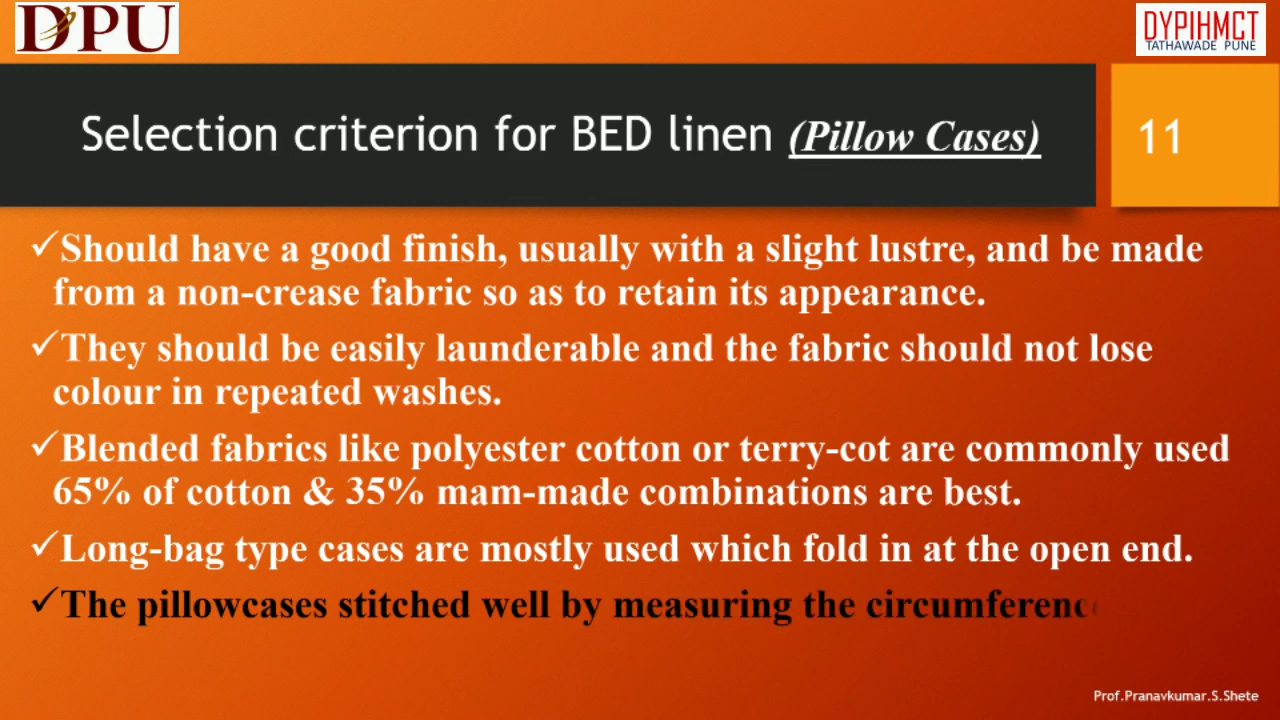 DPU
DYPIHMCT
TATHAWADE PUNE
Selection criterion for BED linen (Pillow Cases)
11
✓Should have a good finish, usually with a slight lustre, and be made
from a non-crease fabric so as to retain its appearance.
✓They should be easily launderable and the fabric should not lose
colour in repeated washes.
✓Blended fabrics like polyester cotton or terry-cot are commonly used
65% of cotton & 35% mam-made combinations are best.
✓Long-bag type cases are mostly used which fold in at the open end.
✓The pillowcases stitched well by measuring the
Prof.Pranavkumar.S.Shete